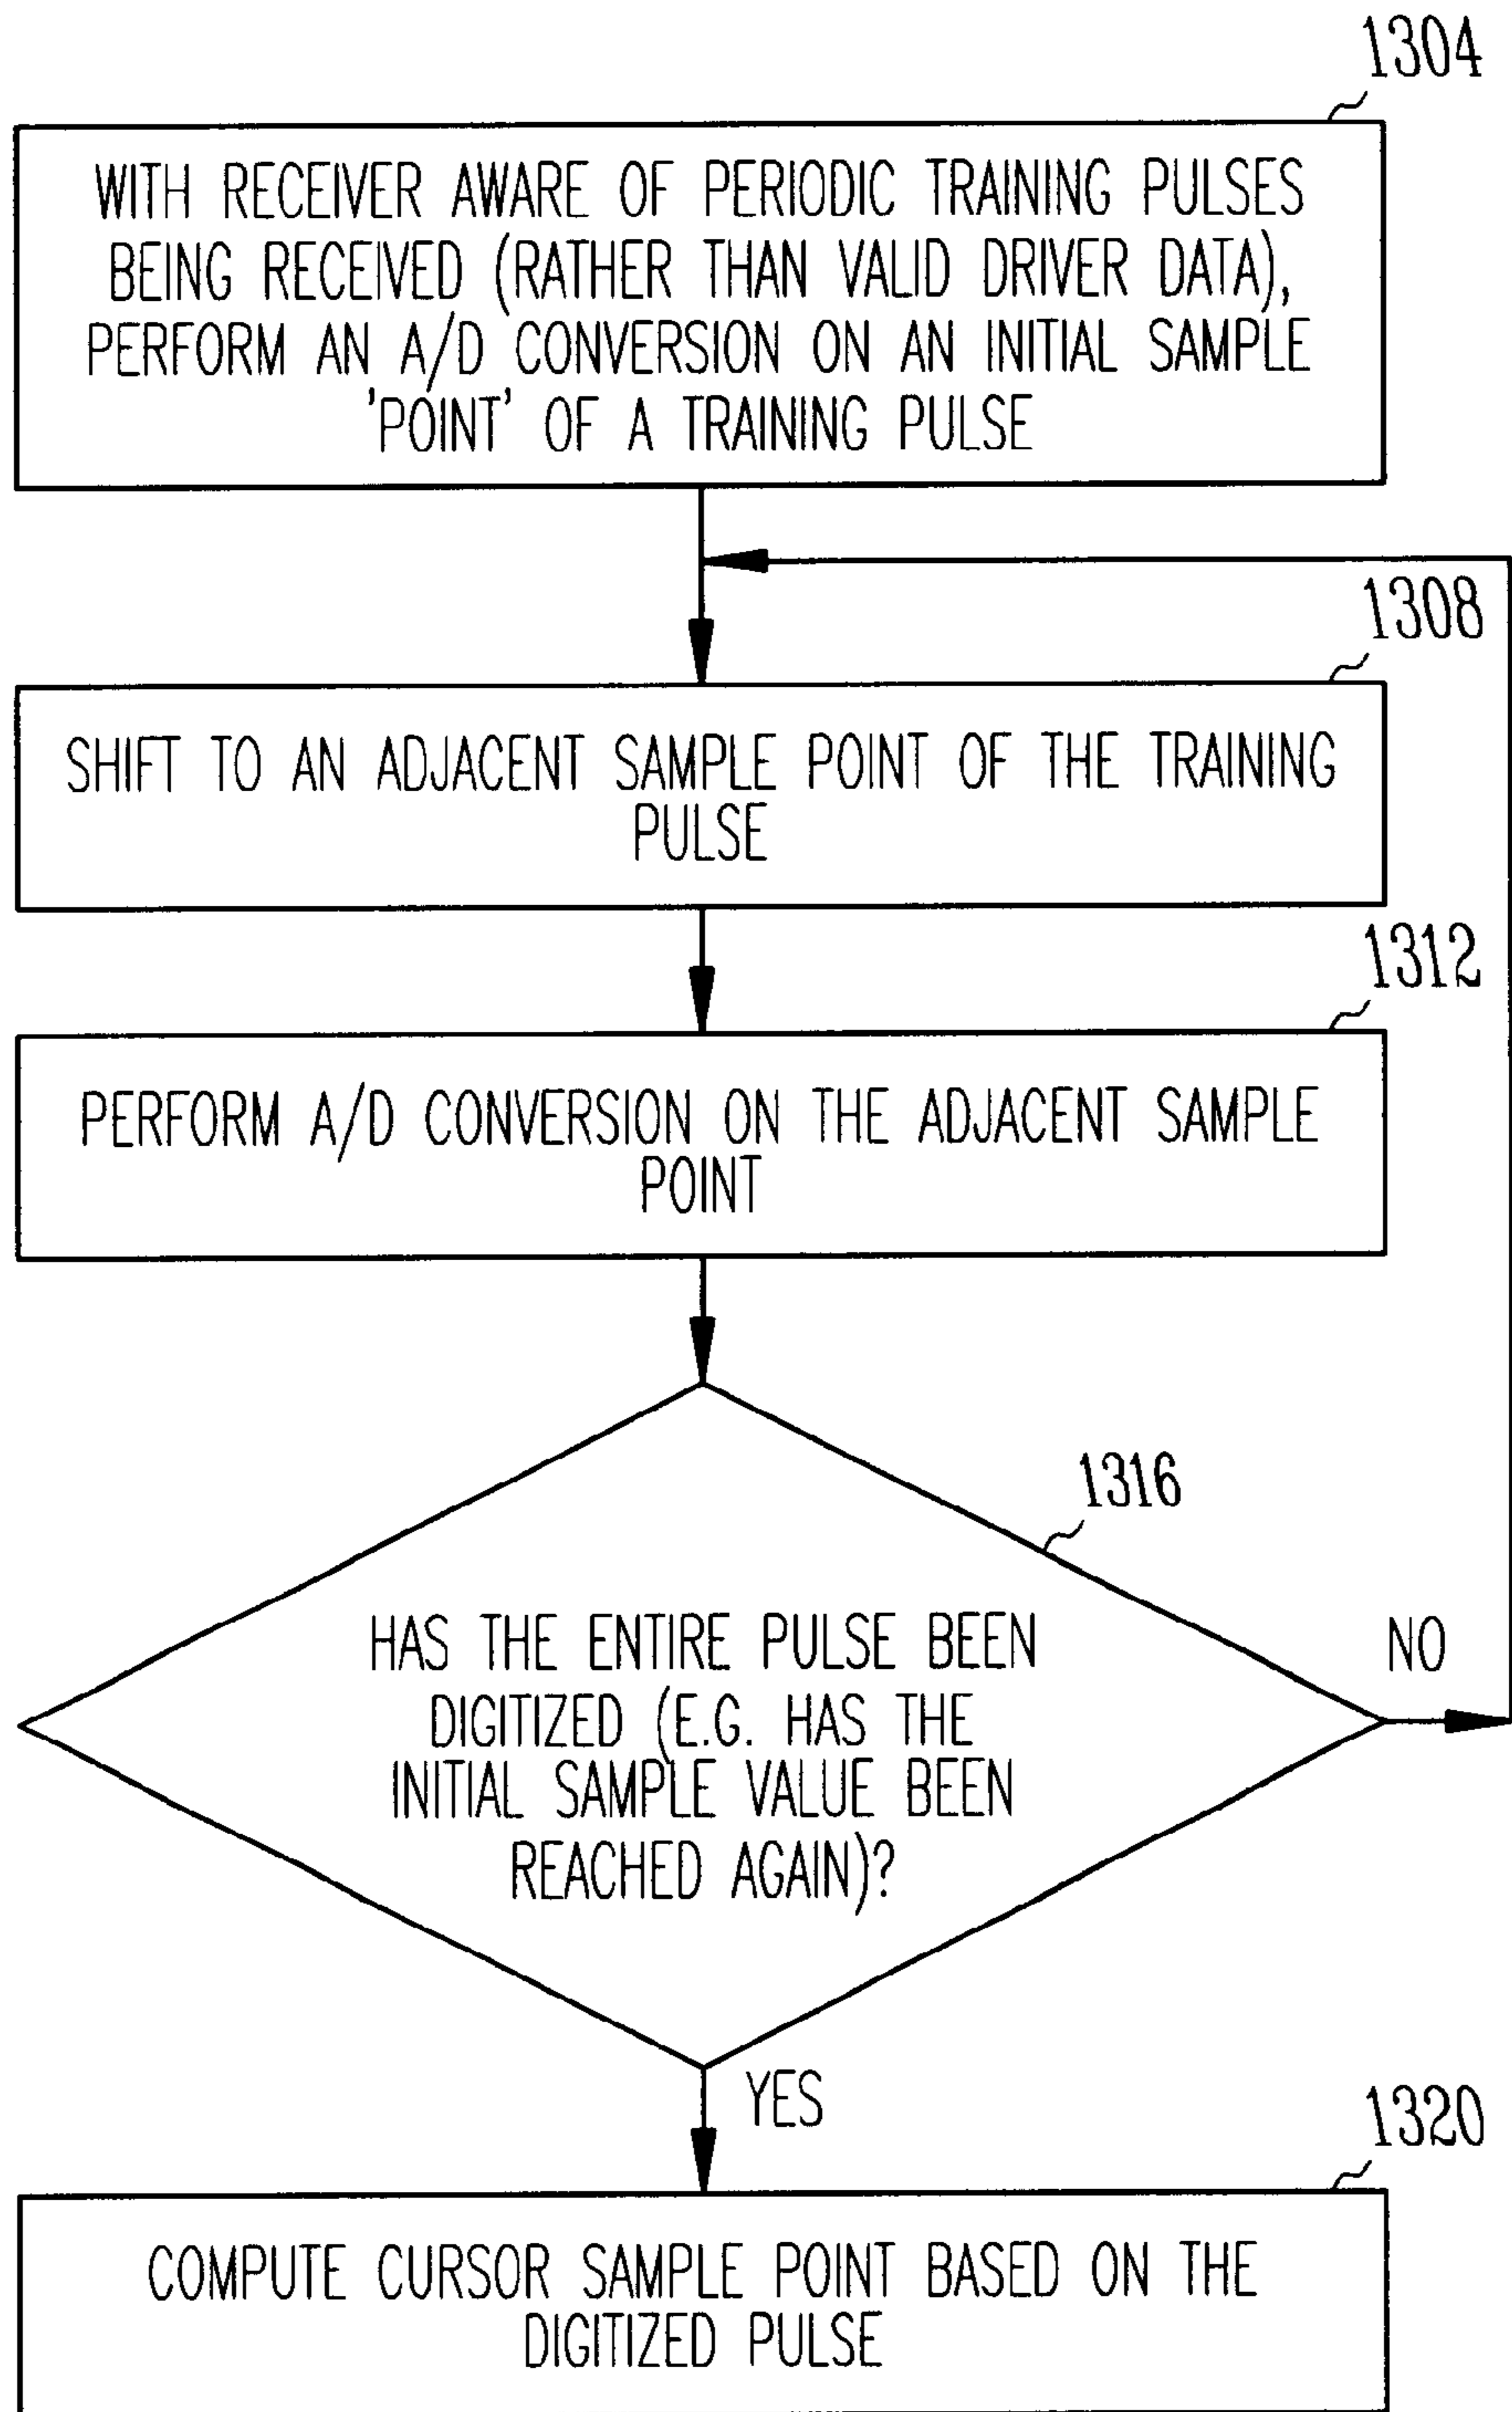 1304
WITH RECEIVER AWARE OF PERIODIC TRAINING PULSES
BEING RECEIVED (RATHER THAN VALID DRIVER DATA),
PERFORM AN A/D CONVERSION ON AN INITIAL SAMPLE
'POINT' OF A TRAINING PULSE
1308
SHIFT TO AN ADJACENT SAMPLE POINT OF THE TRAINING
PULSE
1312
PERFORM A/D CONVERSION ON THE ADJACENT SAMPLE
POINT
1316
HAS THE ENTIRE PULSE BEEN
DIGITIZED (E.G. HAS THE
INITIAL SAMPLE VALUE BEEN
REACHED AGAIN)?
NO
YES
1320
COMPUTE CURSOR SAMPLE POINT BASED ON THE
DIGITIZED PULSE